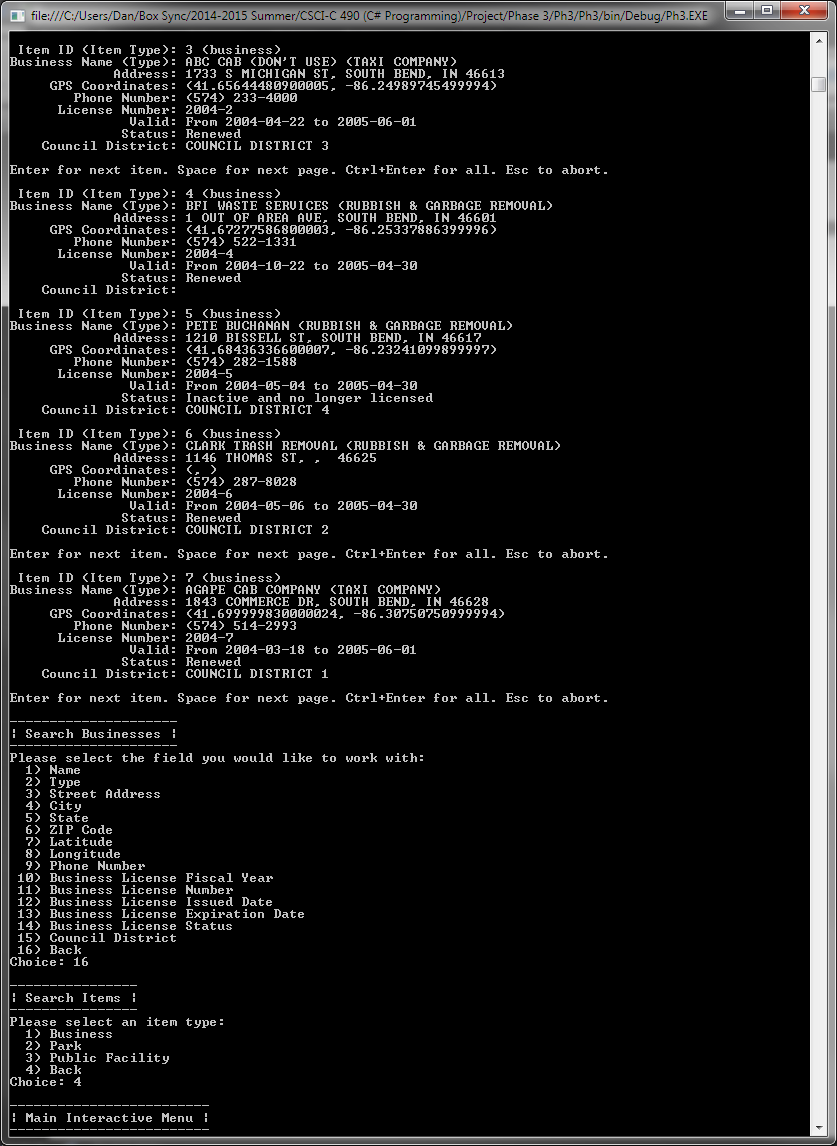 file:///C:/Users/Dan/Box Sync/2014-2015 Summer/CSCI-C 490 (C# Programming)/Project/Phase 3/Ph3/Ph3/bin/Debug/Ph3.EXE
Item ID (Item Type): 3 (business)
Business Name (Type): ABC CAB (DON'T USE) (TAXI COMPANY)
Address: 1733 S MICHIGAN ST, SOUTH BEND, IN 46613
GPS Coordinates: (41.65644480900005, -86.24989745499994)
Phone Number: (574) 233-4000
License Number: 2004-2
Valid: From 2004-04-22 to 2005-06-01
Status: Renewed
Council District: COUNCIL DISTRICT 3
Enter for next item. Space for next page. Ctrl+Enter for all. Esc to abort.
Item ID (Item Type): 4 (business)
Business Name (Type): BFI WASTE SERVICES (RUBBISH & GARBAGE REMOVAL)
Address: 1 OUT OF AREA AVE, SOUTH BEND, IN 46601
GPS Coordinates: (41.67277586800003, -86.25337886399996)
Phone Number: (574) 522-1331
License Number: 2004-4
Valid: From 2004-10-22 to 2005-04-30
Status: Renewed
Council District:
Item ID (Item Type): 5 (business)
Business Name (Type): PETE BUCHANAN (RUBBISH & GARBAGE REMOVAL)
Address: 1210 BISSELL ST, SOUTH BEND, IN 46617
GPS Coordinates: (41.68436336600007, -86.23241099899997)
Phone Number: (574) 282-1588
License Number: 2004-5
Valid: From 2004-05-04 to 2005-04-30
Status: Inactive and no longer licensed
Council District: COUNCIL DISTRICT 4
Item ID (Item Type): 6 (business)
Business Name (Type): CLARK TRASH REMOVAL (RUBBISH & GARBAGE REMOVAL)
Address: 1146 THOMAS ST, ,  46625
GPS Coordinates: (, )
Phone Number: (574) 287-8028
License Number: 2004-6
Valid: From 2004-05-06 to 2005-04-30
Status: Renewed
Council District: COUNCIL DISTRICT 2
Enter for next item. Space for next page. Ctrl+Enter for all. Esc to abort.
Item ID (Item Type): 7 (business)
Business Name (Type): AGAPE CAB COMPANY (TAXI COMPANY)
Address: 1843 COMMERCE DR, SOUTH BEND, IN 46628
GPS Coordinates: (41.699999830000024, -86.30750750999994)
Phone Number: (574) 514-2993
License Number: 2004-7
Valid: From 2004-03-18 to 2005-06-01
Status: Renewed
Council District: COUNCIL DISTRICT 1
Enter for next item. Space for next page. Ctrl+Enter for all. Esc to abort.
---------------------
| Search Businesses |
---------------------
Please select the field you would like to work with:
1) Name
2) Type
3) Street Address
4) City
5) State
6) ZIP Code
7) Latitude
8) Longitude
9) Phone Number
10) Business License Fiscal Year
11) Business License Number
12) Business License Issued Date
13) Business License Expiration Date
14) Business License Status
15) Council District
16) Back
Choice: 16
----------------
| Search Items |
----------------
Please select an item type:
1) Business
2) Park
3) Public Facility
4) Back
Choice: 4
-------------------------
| Main Interactive Menu |
-------------------------